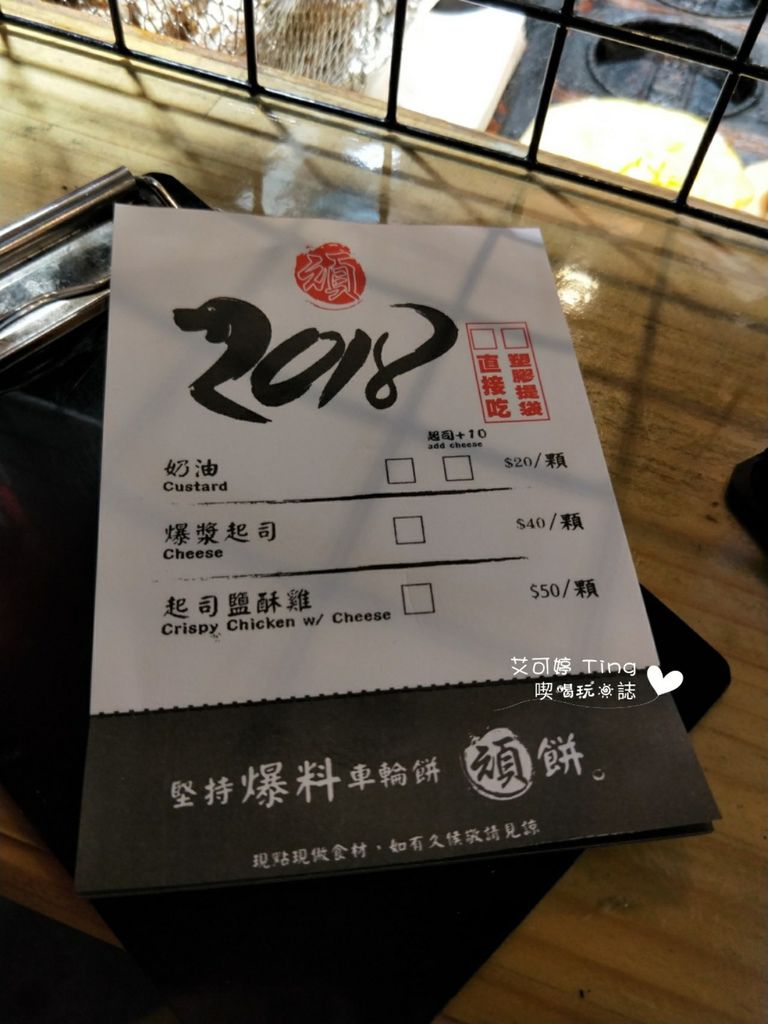 頑
2018
直接吃
塑膠提袋
起司+10
add cheese
奶油
Custard
$20/顆
爆漿起司
Cheese
$40/顆
起司鹽酥雞
Crispy Chicken w/ Cheese
$50/顆
艾可婷 Ting
喫喝玩樂誌
堅持爆料車輪餅 頑餅。
現點現做食材,如有久候敬請見諒